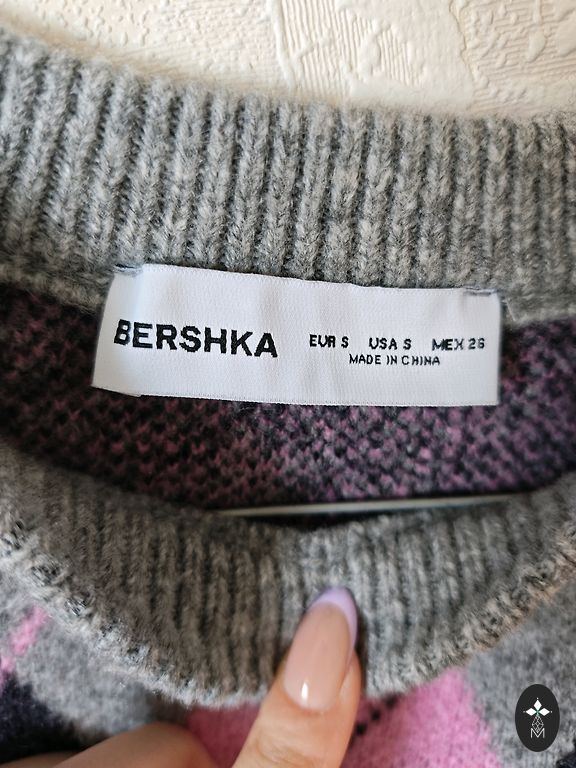 BERSHKA EUR S USA S MEX 26
MADE IN CHINA